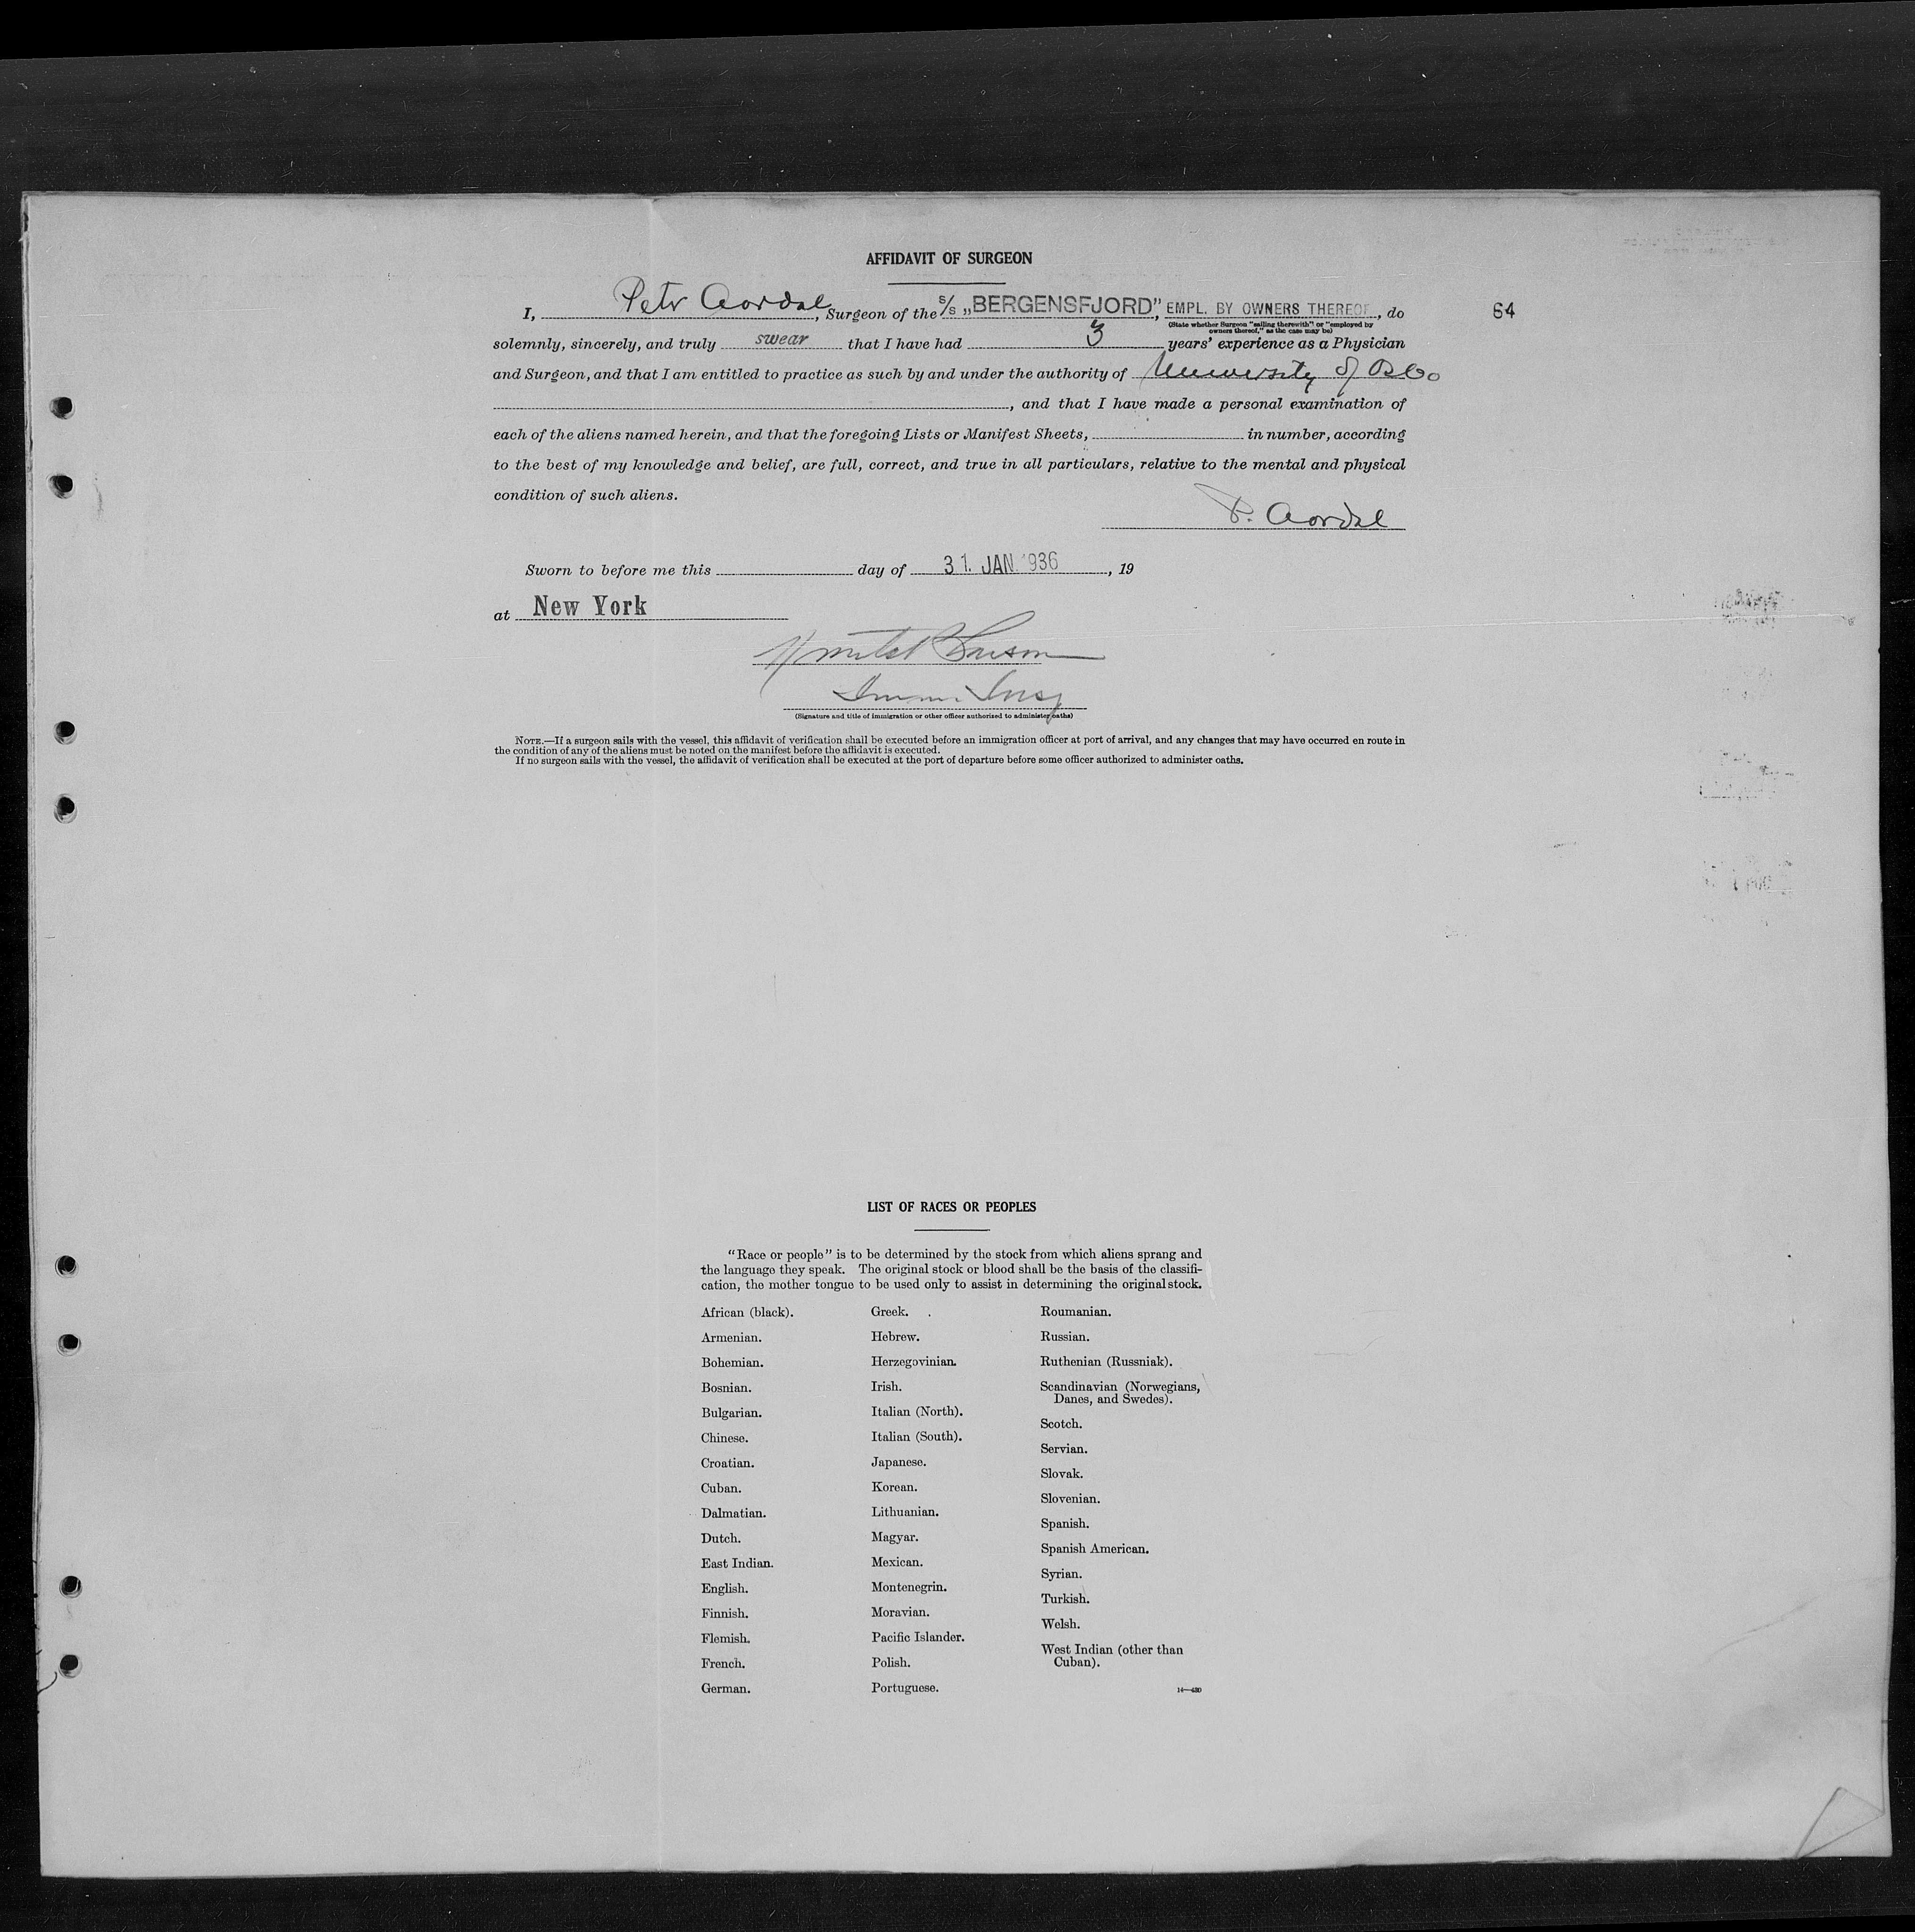 AFFIDAVIT OF SURGEON
I, Petr Aordal, Surgeon of the S/S „BERGENSFJORD”, EMPL. BY OWNERS THEREOF, do
64
(State whether Surgeon "sailing therewith" or "employed by
owners thereof," as the case may be)
solemnly, sincerely, and truly swear that I have had 3 years' experience as a Physician
and Surgeon, and that I am entitled to practice as such by and under the authority of University of Oslo
, and that I have made a personal examination of
each of the aliens named herein, and that the foregoing Lists or Manifest Sheets, in number, according
to the best of my knowledge and belief, are full, correct, and true in all particulars, relative to the mental and physical
condition of such aliens.
P. Aordal
Sworn to before me this day of 31. JAN. 1936, 19
at New York
Immi Insp
(Signature and title of immigration or other officer authorized to administer oaths)
NOTE.—If a surgeon sails with the vessel, this affidavit of verification shall be executed before an immigration officer at port of arrival, and any changes that may have occurred en route in
the condition of any of the aliens must be noted on the manifest before the affidavit is executed.
If no surgeon sails with the vessel, the affidavit of verification shall be executed at the port of departure before some officer authorized to administer oaths.
LIST OF RACES OR PEOPLES
"Race or people" is to be determined by the stock from which aliens sprang and
the language they speak. The original stock or blood shall be the basis of the classifi-
cation, the mother tongue to be used only to assist in determining the original stock.
African (black).
Armenian.
Bohemian.
Bosnian.
Bulgarian.
Chinese.
Croatian.
Cuban.
Dalmatian.
Dutch.
East Indian.
English.
Finnish.
Flemish.
French.
German.
Greek.
Hebrew.
Herzegovinian.
Irish.
Italian (North).
Italian (South).
Japanese.
Korean.
Lithuanian.
Magyar.
Mexican.
Montenegrin.
Moravian.
Pacific Islander.
Polish.
Portuguese.
Roumanian.
Russian.
Ruthenian (Russniak).
Scandinavian (Norwegians,
Danes, and Swedes).
Scotch.
Servian.
Slovak.
Slovenian.
Spanish.
Spanish American.
Syrian.
Turkish.
Welsh.
West Indian (other than
Cuban).
14—430